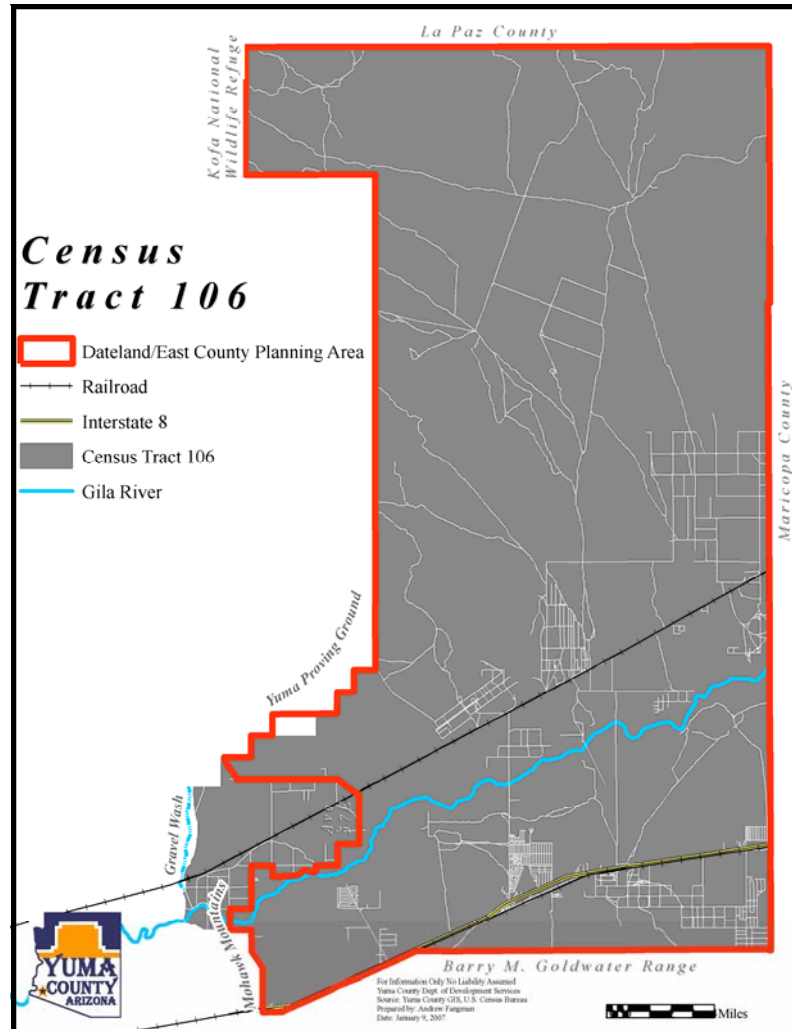 La Paz County
Kofa National
Wildlife Refuge
Census
Tract 106
Dateland/East County Planning Area
Railroad
Interstate 8
Census Tract 106
Gila River
Maricopa County
Yuma Proving Ground
Gravel Wash
Ave
57
Mohawk Mountains
YUMA
COUNTY
ARIZONA
Barry M. Goldwater Range
For Information Only No Liability Assumed
Yuma County Dept. of Development Services
Source: Yuma County GIS, U.S. Census Bureau
Prepared by: Andrew Fangman
Date: January 9, 2007
Miles